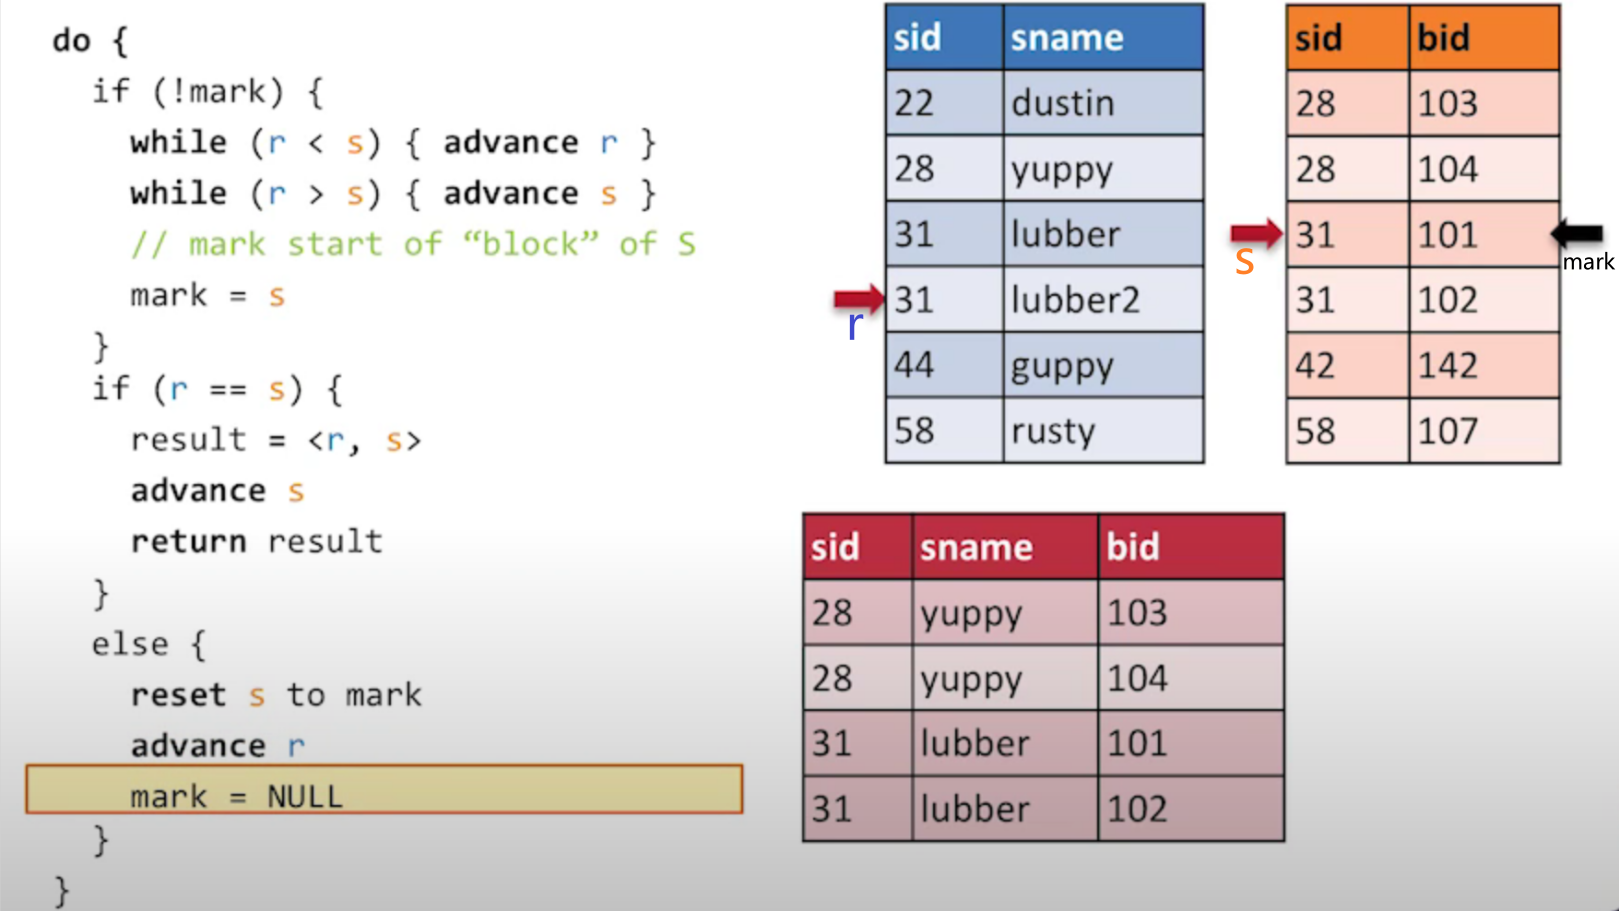 do {
if (!mark) {
while (r < s) { advance r }
while (r > s) { advance s }
// mark start of “block” of S
mark = s
}
if (r == s) {
result = <r, s>
advance s
return result
}
else {
reset s to mark
advance r
mark = NULL
}
}
sid sname
22 dustin
28 yuppy
31 lubber
31 lubber2
44 guppy
58 rusty
r
sid bid
28 103
28 104
31 101
31 102
42 142
58 107
s
mark
sid sname bid
28 yuppy 103
28 yuppy 104
31 lubber 101
31 lubber 102